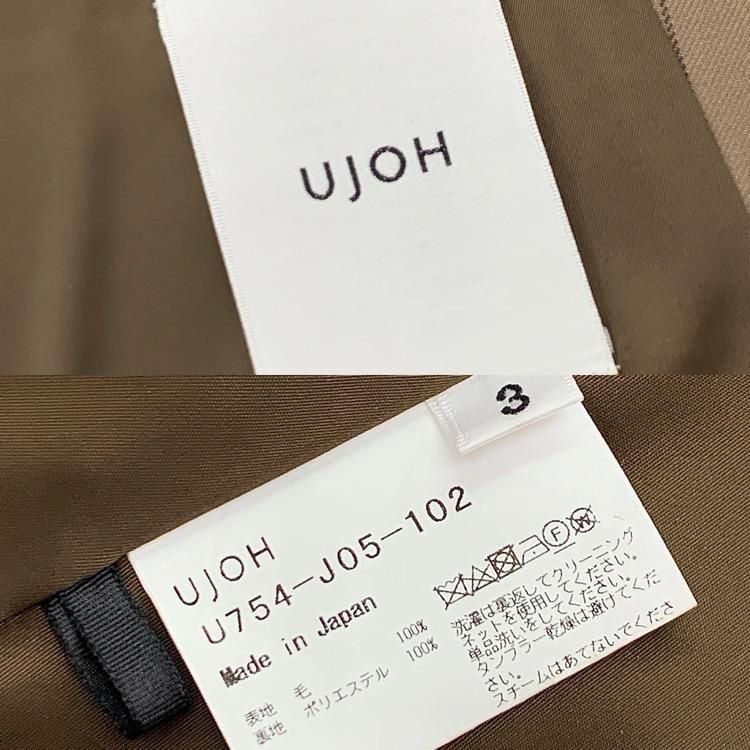 UJOH
3
UJOH
U754-J05-102
Made in Japan
表地 毛 100%
裏地 ポリエステル 100%
F W
洗濯は裏返してクリーニング
ネットを使用してください。
単品洗いをしてください。
タンブラー乾燥は避けてくだ
さい。
スチームはあてないでくださ